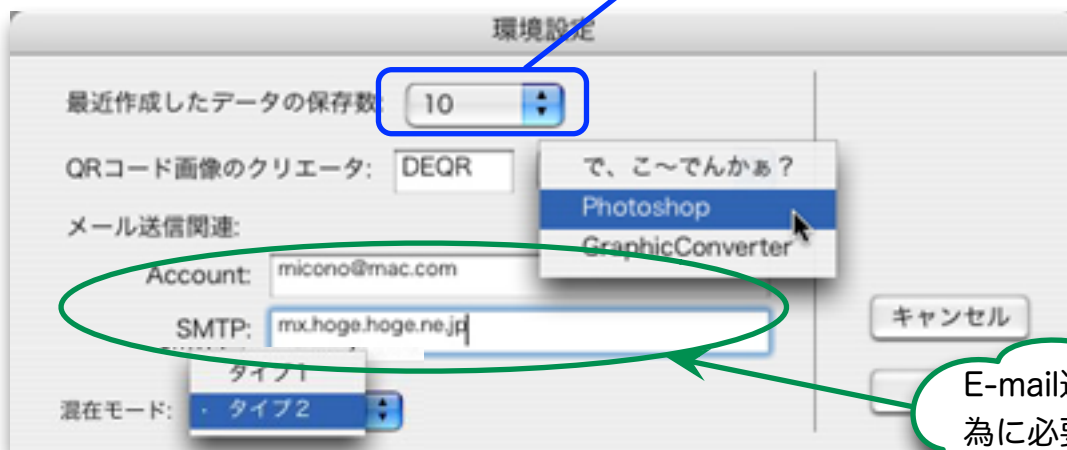 環境設定
最近作成したデータの保存数: 10
QRコード画像のクリエータ: DEQR
で、こ〜でんかぁ？
Photoshop
GraphicConverter
メール送信関連:
Account: micono@mac.com
SMTP: mx.hoge.hoge.ne.jp
タイプ1
混在モード: ・ タイプ2
キャンセル
E-mail
為に必要